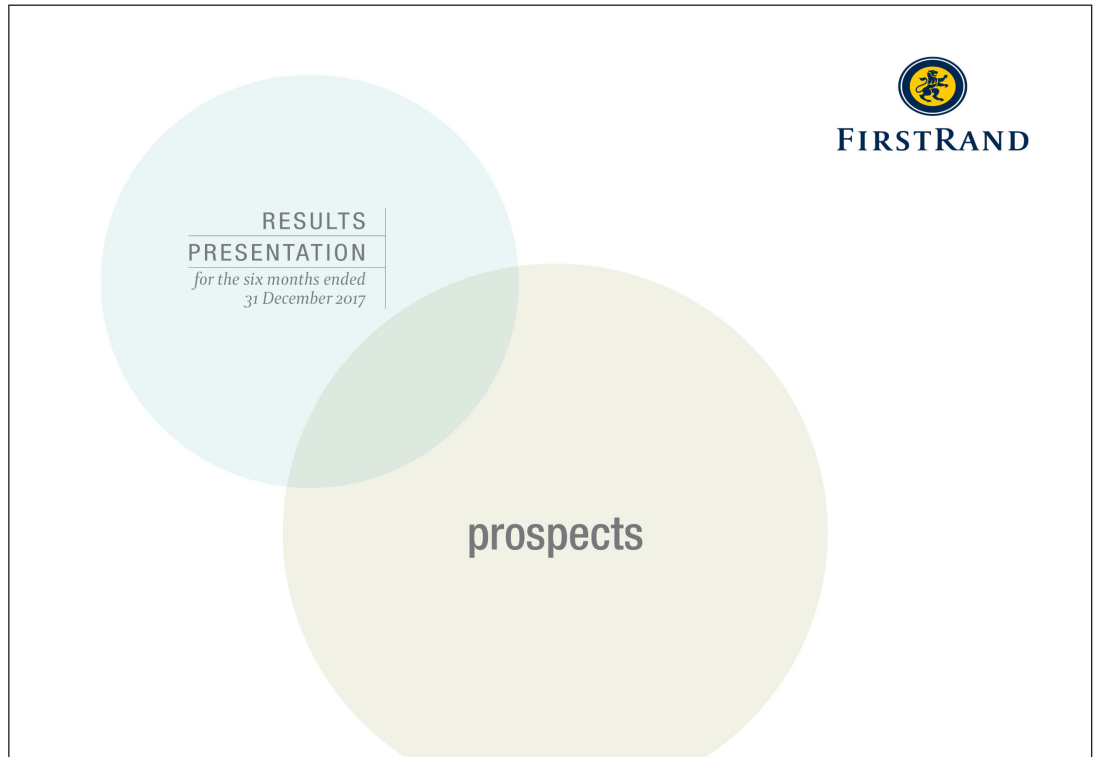 FIRSTRAND
RESULTS
PRESENTATION
for the six months ended
31 December 2017
prospects